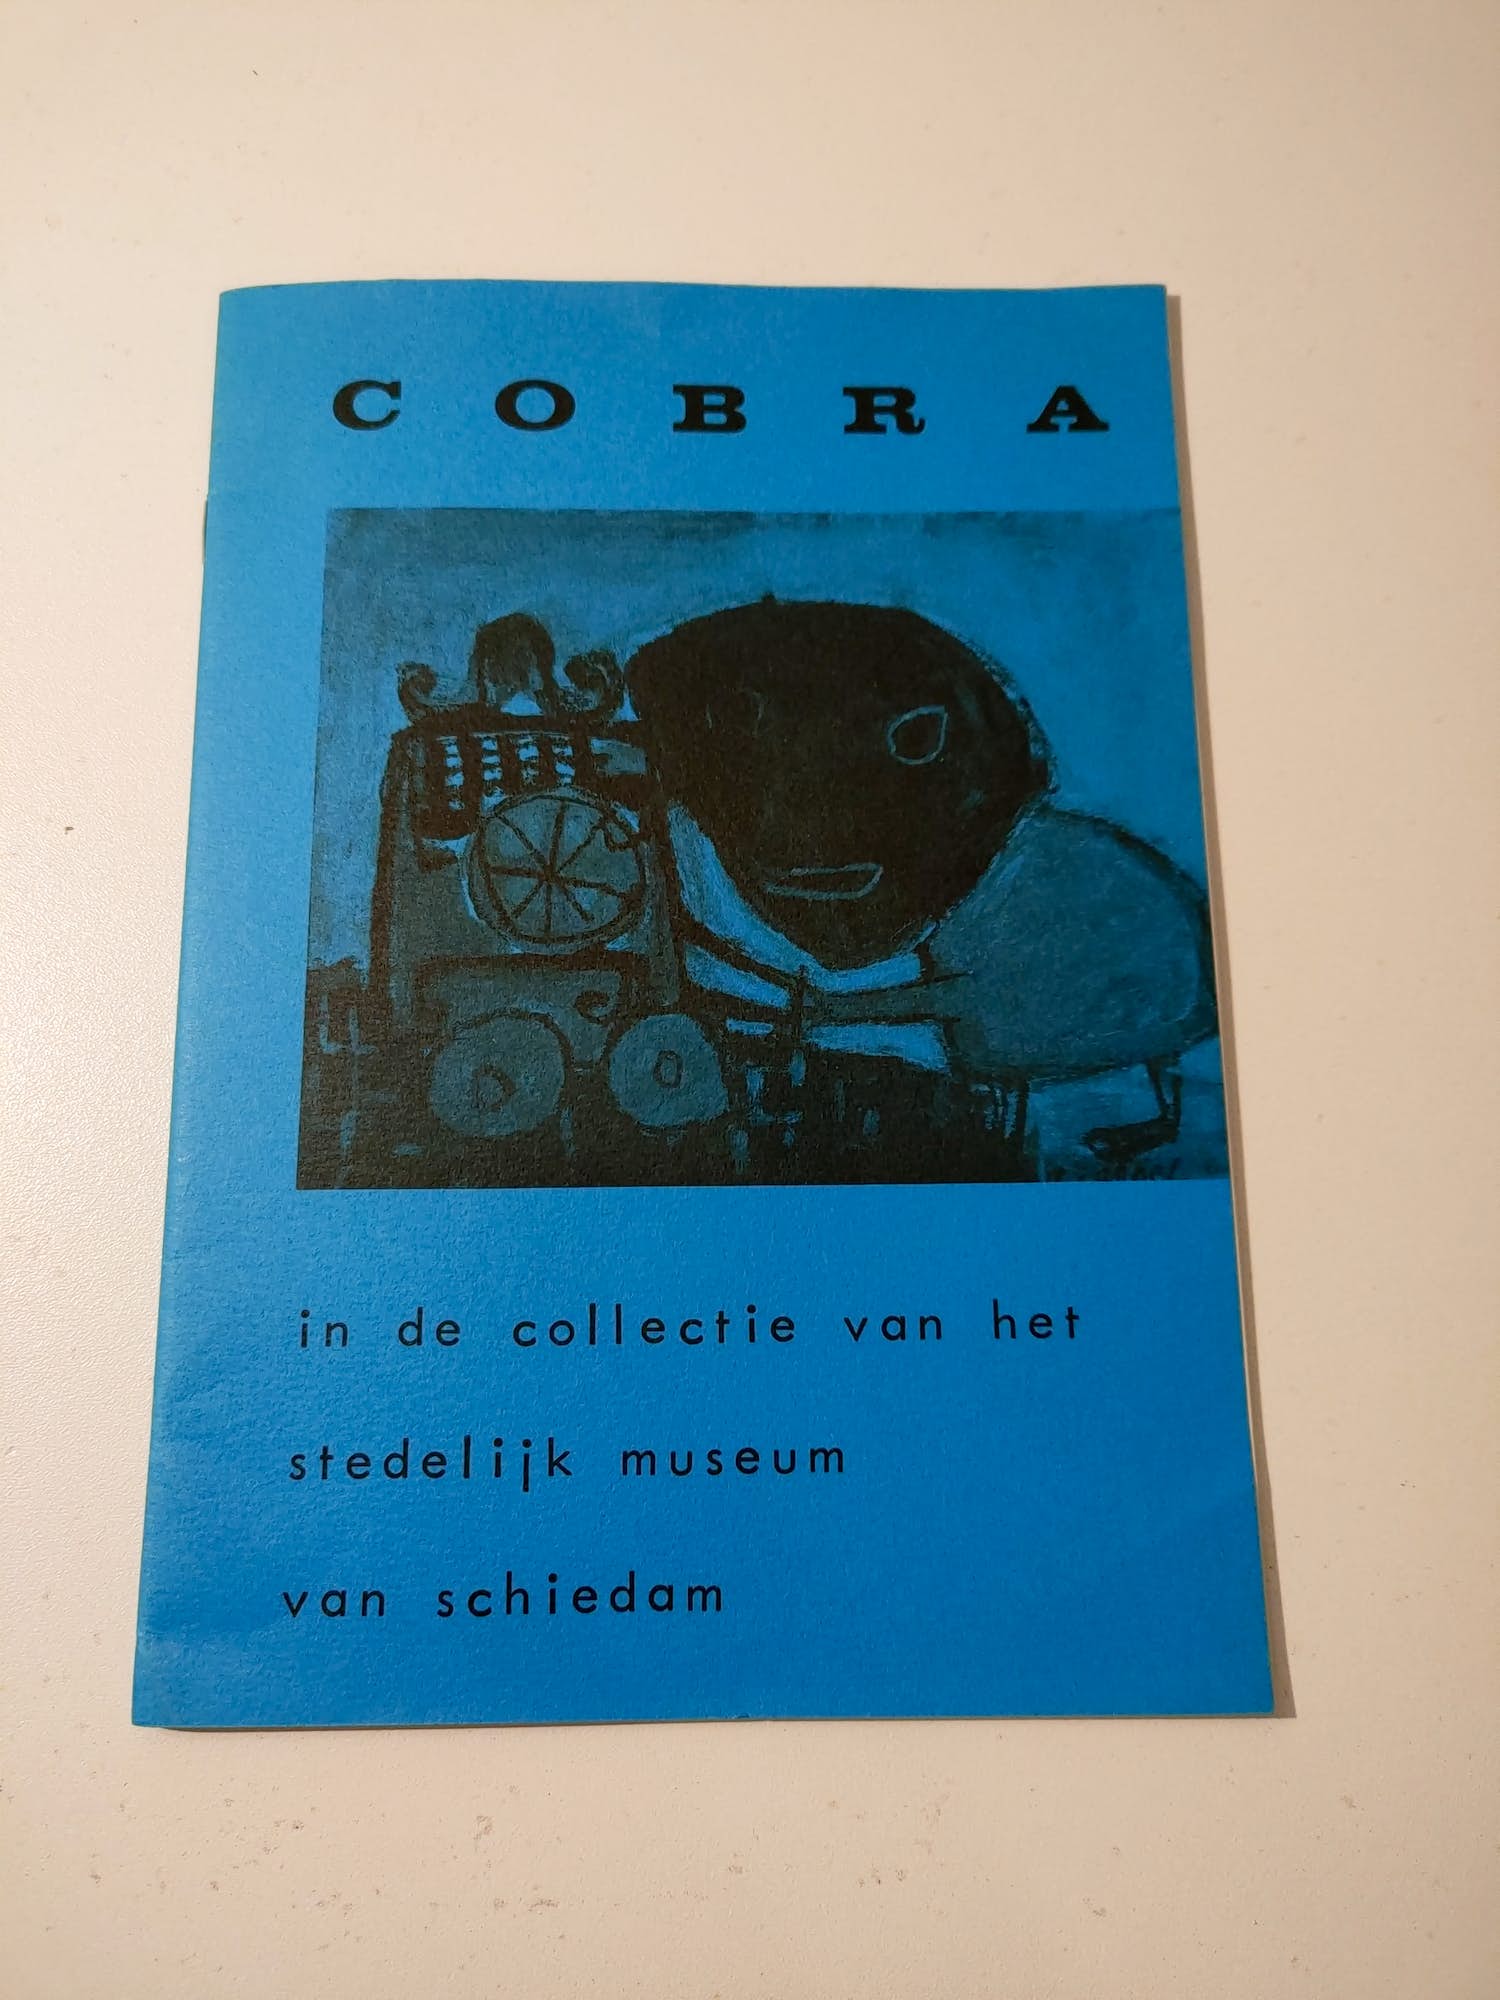 COBRA
in de collectie van het
stedelijk museum
van schiedam